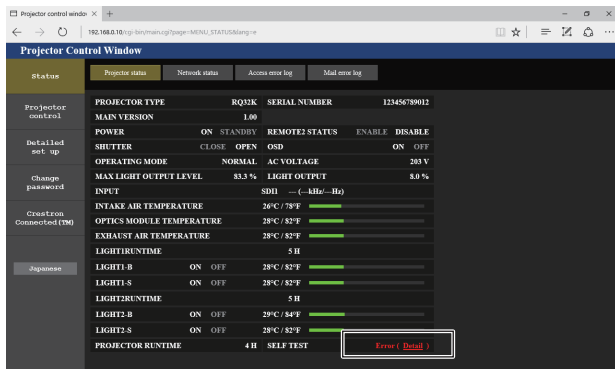 Projector control window
192.168.0.10/cgi-bin/main.cgi?page=MENU_STATUS&lang=e
Projector Control Window
Status
Projector status Network status Access error log Mail error log
Projector
control
Detailed
set up
Change
password
Crestron
Connected(TM)
Japanese
PROJECTOR TYPE RQ32K SERIAL NUMBER 123456789012
MAIN VERSION 1.00
POWER ON STANDBY REMOTE2 STATUS ENABLE DISABLE
SHUTTER CLOSE OPEN OSD ON OFF
OPERATING MODE NORMAL AC VOLTAGE 203 V
MAX LIGHT OUTPUT LEVEL 83.3 % LIGHT OUTPUT 8.0 %
INPUT SDI1 --- (---kHz/---Hz)
INTAKE AIR TEMPERATURE 26°C / 78°F
OPTICS MODULE TEMPERATURE 28°C / 82°F
EXHAUST AIR TEMPERATURE 28°C / 82°F
LIGHT1RUNTIME 5 H
LIGHT1-B ON OFF 28°C / 82°F
LIGHT1-S ON OFF 28°C / 82°F
LIGHT2RUNTIME 5 H
LIGHT2-B ON OFF 29°C / 84°F
LIGHT2-S ON OFF 28°C / 82°F
PROJECTOR RUNTIME 4 H SELF TEST Error ( Detail )